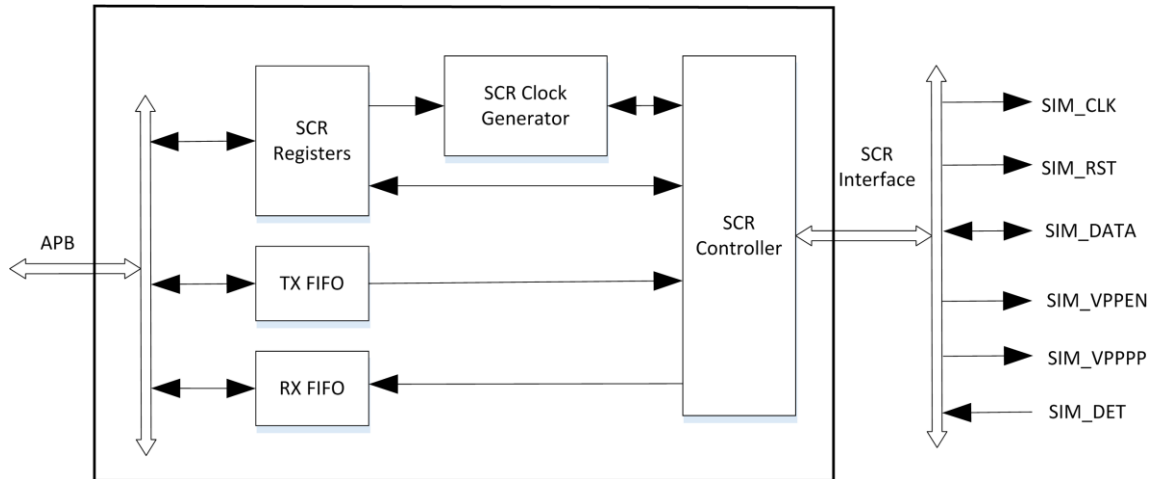 SCR Clock
Generator
SCR
Registers
SIM_CLK
SCR
Interface
SIM_RST
SCR
Controller
APB
SIM_DATA
TX FIFO
SIM_VPPEN
SIM_VPPPP
RX FIFO
SIM_DET